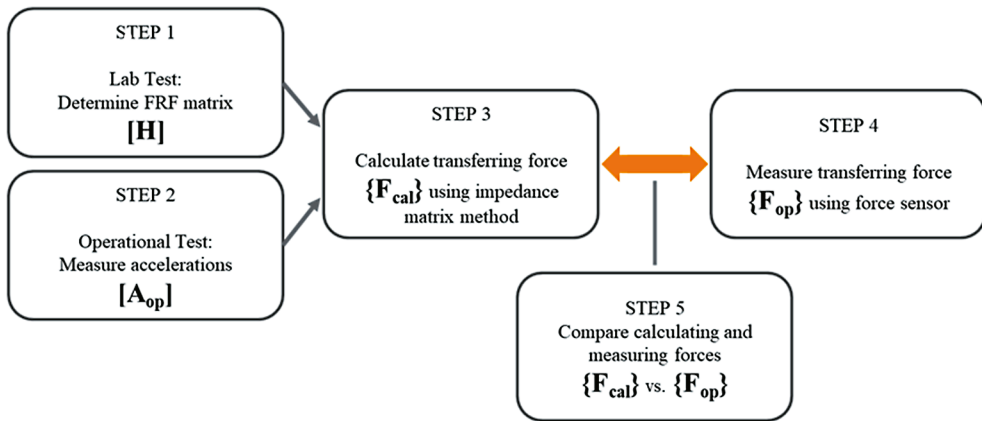 STEP 1
Lab Test:
Determine FRF matrix
[H]
STEP 2
Operational Test:
Measure accelerations
[Aop]
STEP 3
Calculate transferring force
{Fcal} using impedance
matrix method
STEP 4
Measure transferring force
{Fop} using force sensor
STEP 5
Compare calculating and
measuring forces
{Fcal} vs. {Fop}